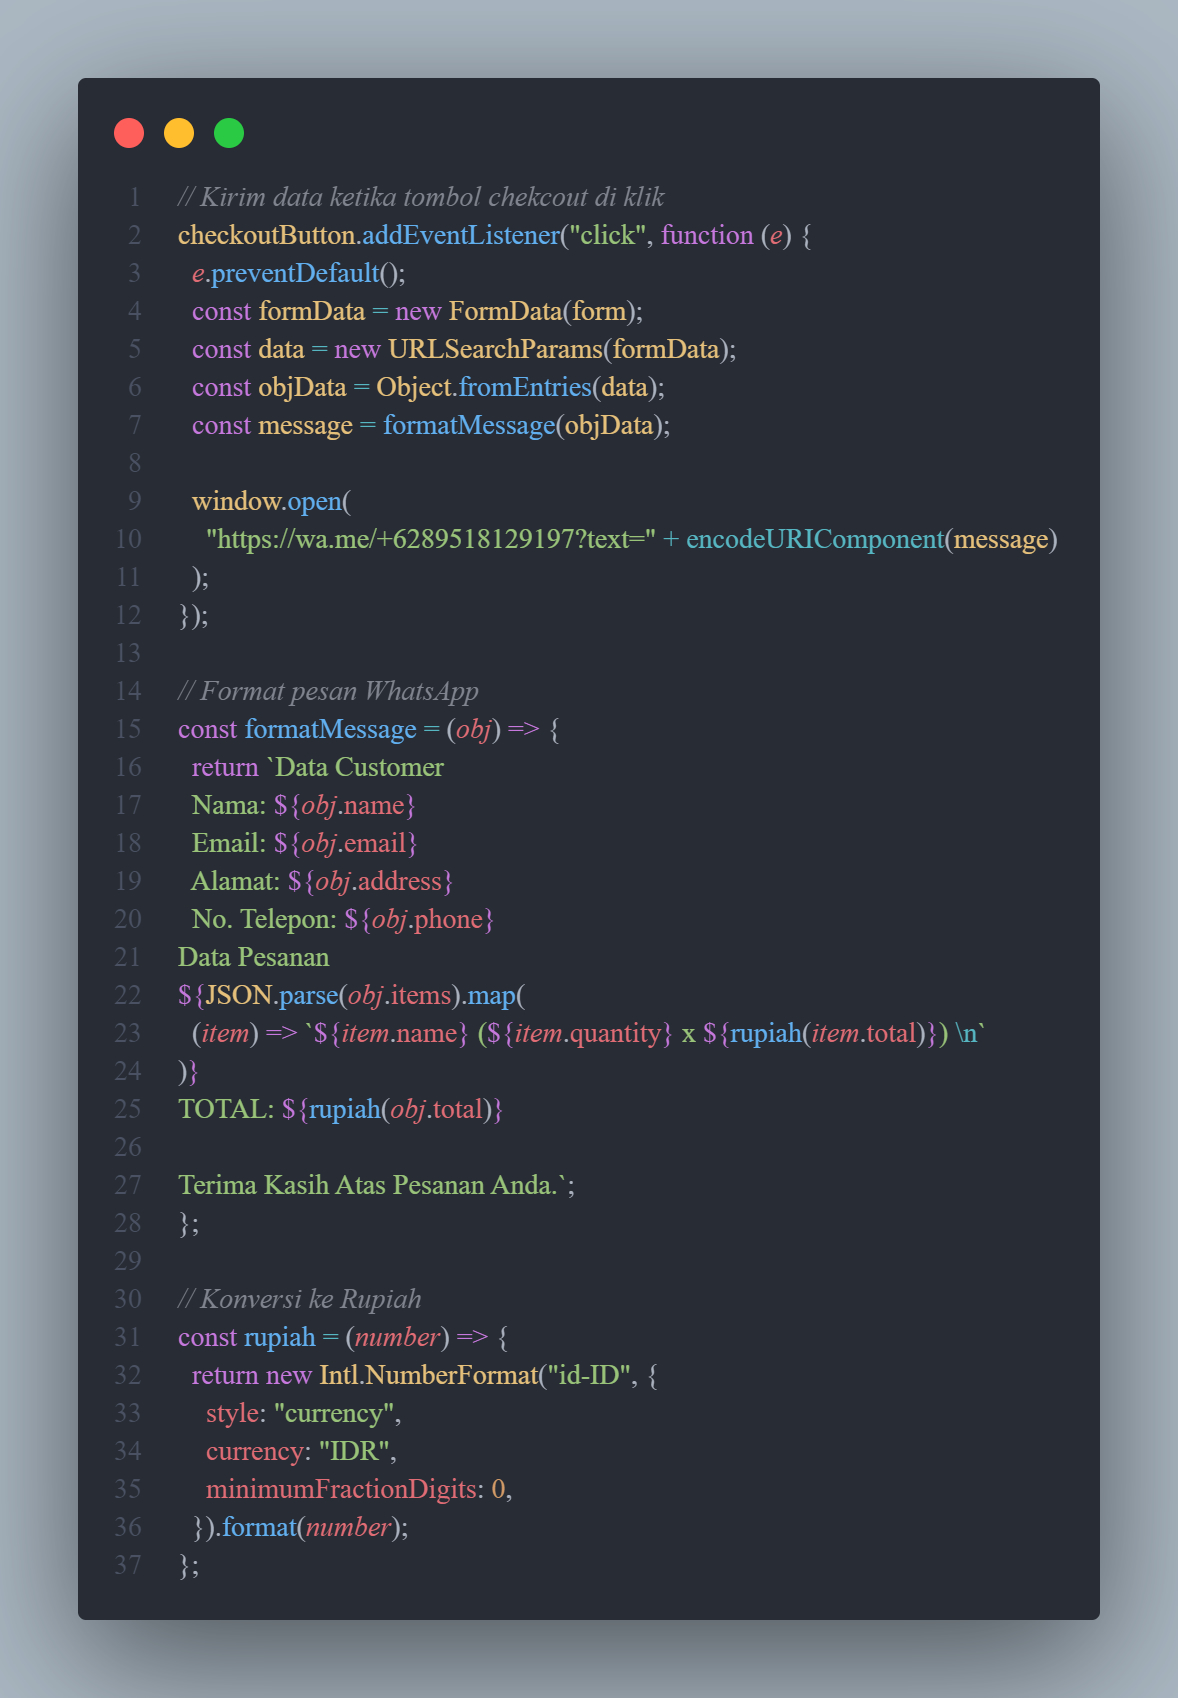 1 // Kirim data ketika tombol chekcout di klik
2 checkoutButton.addEventListener("click", function (e) {
3   e.preventDefault();
4   const formData = new FormData(form);
5   const data = new URLSearchParams(formData);
6   const objData = Object.fromEntries(data);
7   const message = formatMessage(objData);
8
9   window.open(
10     "https://wa.me/+6289518129197?text=" + encodeURIComponent(message)
11   );
12 });
13
14 // Format pesan WhatsApp
15 const formatMessage = (obj) => {
16   return `Data Customer
17   Nama: ${obj.name}
18   Email: ${obj.email}
19   Alamat: ${obj.address}
20   No. Telepon: ${obj.phone}
21 Data Pesanan
22 ${JSON.parse(obj.items).map(
23   (item) => `${item.name} (${item.quantity} x ${rupiah(item.total)}) \n`
24 )}
25 TOTAL: ${rupiah(obj.total)}
26
27 Terima Kasih Atas Pesanan Anda.`;
28 };
29
30 // Konversi ke Rupiah
31 const rupiah = (number) => {
32   return new Intl.NumberFormat("id-ID", {
33     style: "currency",
34     currency: "IDR",
35     minimumFractionDigits: 0,
36   }).format(number);
37 };